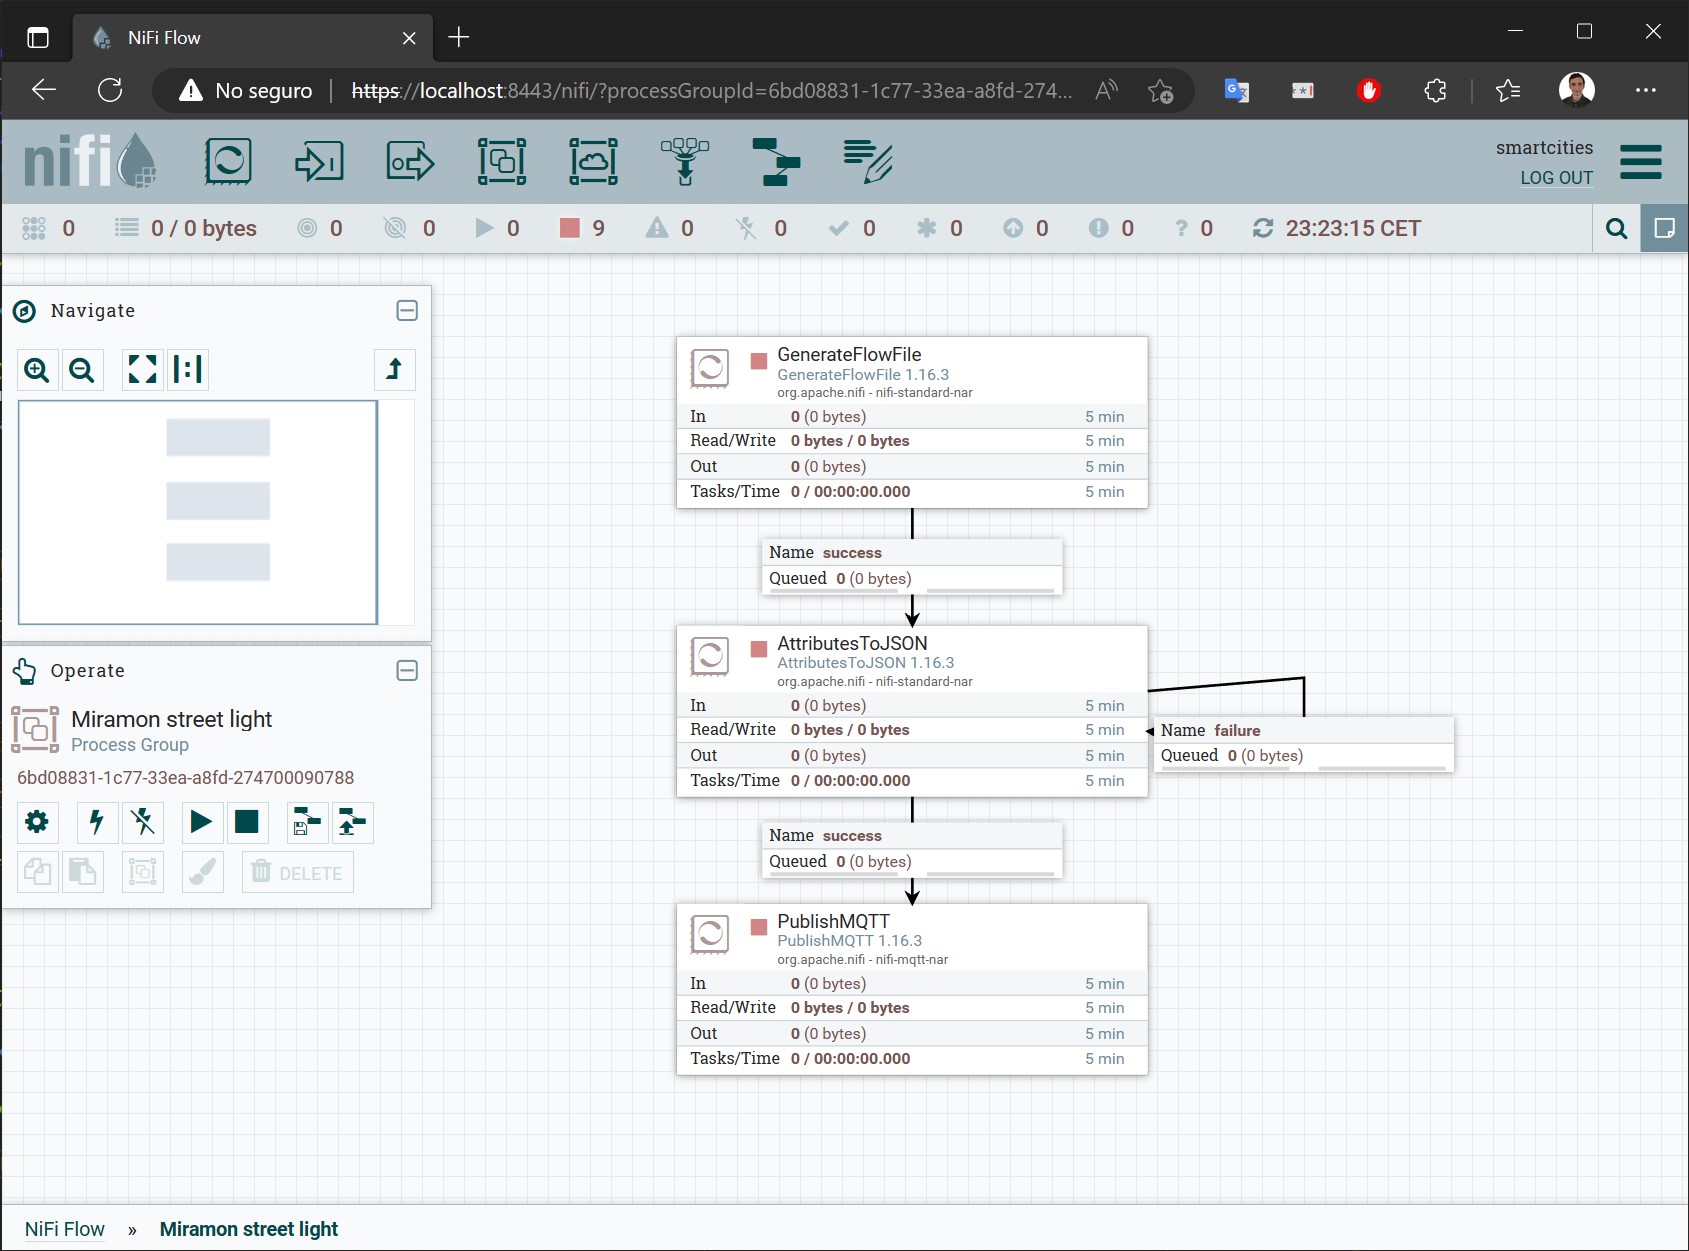 NiFi Flow
No seguro
https://localhost:8443/nifi/?processGroupId=6bd08831-1c77-33ea-a8fd-274...
nifi
smartcities
LOG OUT
0 0 / 0 bytes 0 0 0 9 0 0 0 0 0 0 ? 0 23:23:15 CET
Navigate
Operate
Miramon street light
Process Group
6bd08831-1c77-33ea-a8fd-274700090788
DELETE
GenerateFlowFile
GenerateFlowFile 1.16.3
org.apache.nifi - nifi-standard-nar
In 0 (0 bytes) 5 min
Read/Write 0 bytes / 0 bytes 5 min
Out 0 (0 bytes) 5 min
Tasks/Time 0 / 00:00:00.000 5 min
Name success
Queued 0 (0 bytes)
AttributesToJSON
AttributesToJSON 1.16.3
org.apache.nifi - nifi-standard-nar
In 0 (0 bytes) 5 min
Read/Write 0 bytes / 0 bytes 5 min
Out 0 (0 bytes) 5 min
Tasks/Time 0 / 00:00:00.000 5 min
Name failure
Queued 0 (0 bytes)
Name success
Queued 0 (0 bytes)
PublishMQTT
PublishMQTT 1.16.3
org.apache.nifi - nifi-mqtt-nar
In 0 (0 bytes) 5 min
Read/Write 0 bytes / 0 bytes 5 min
Out 0 (0 bytes) 5 min
Tasks/Time 0 / 00:00:00.000 5 min
NiFi Flow » Miramon street light